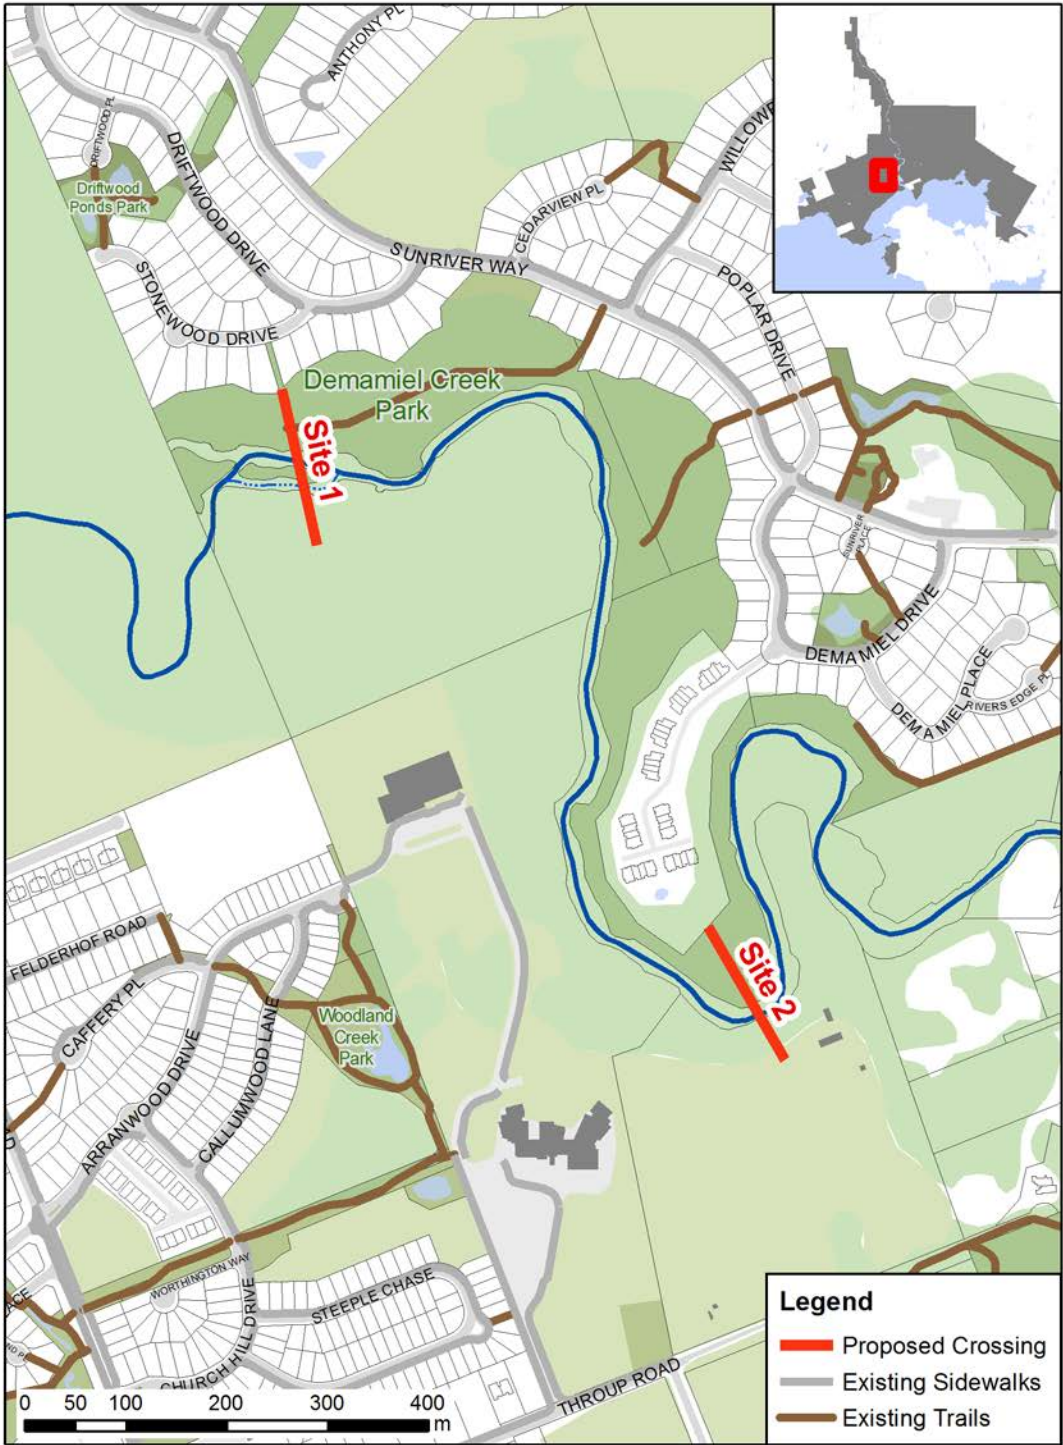 ANTHONY PL
DRIFTWOOD PL
DRIFTWOOD DRIVE
Driftwood
Ponds Park
WILLOWP
CEDARVIEW PL
SUNRIVER WAY
STONEWOOD DRIVE
POPLAR DRIVE
Demamiel Creek
Park
Site 1
SUNRIVER
PLACE
DEMAMIEL DRIVE
DEMAMIEL PLACE
RIVERS EDGE PL
FELDERHOF ROAD
CAFFERY PL
ARRANWOOD DRIVE
CALLUMWOOD LANE
Woodland
Creek
Park
Site 2
WORTHINGTON WAY
STEEPLE CHASE
CHURCH HILL DRIVE
THROUP ROAD
Legend
Proposed Crossing
Existing Sidewalks
Existing Trails
0 50 100 200 300 400
m